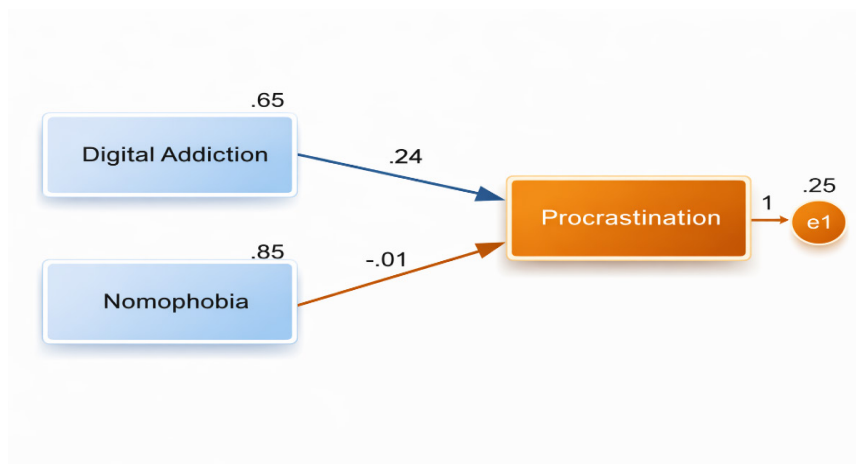 .65
Digital Addiction
.24
.85
Nomophobia
-.01
Procrastination
1
.25
e1